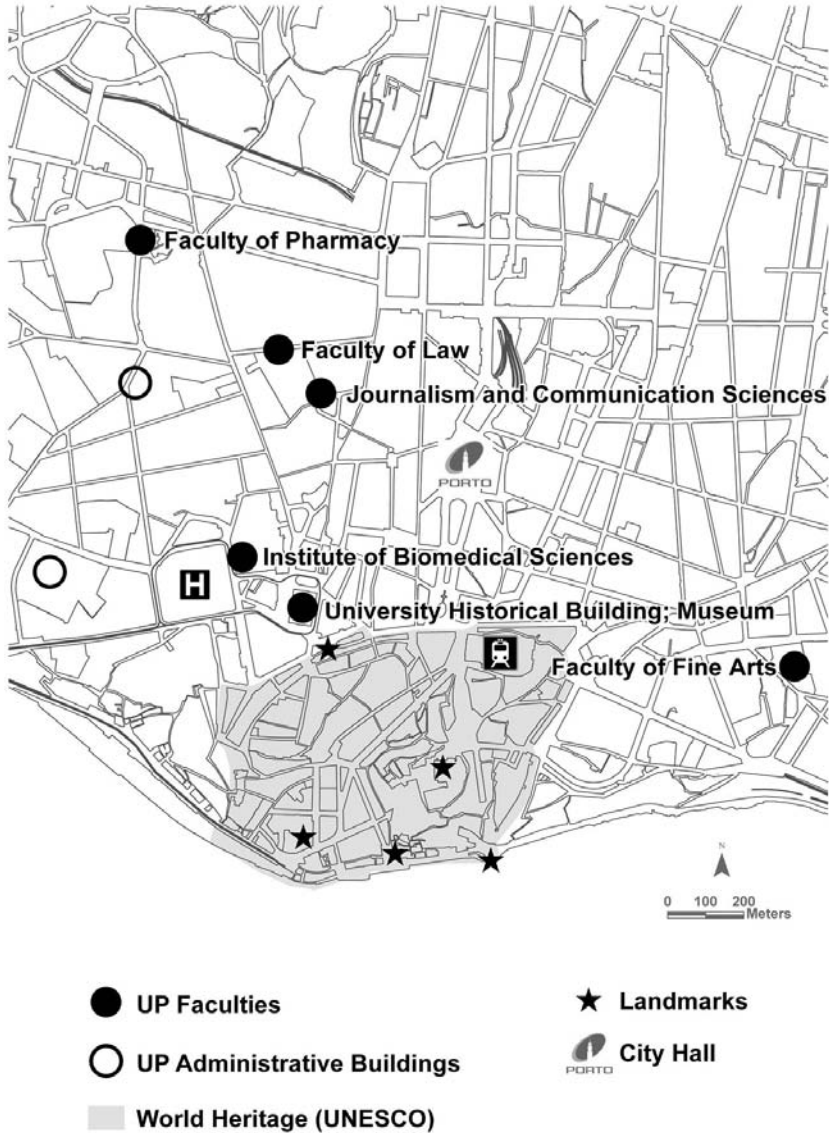 Faculty of Pharmacy
Faculty of Law
Journalism and Communication Sciences
PORTO
Institute of Biomedical Sciences
H
University Historical Building; Museum
Faculty of Fine Arts
N
0 100 200
Meters
UP Faculties
Landmarks
UP Administrative Buildings
PORTO
City Hall
World Heritage (UNESCO)